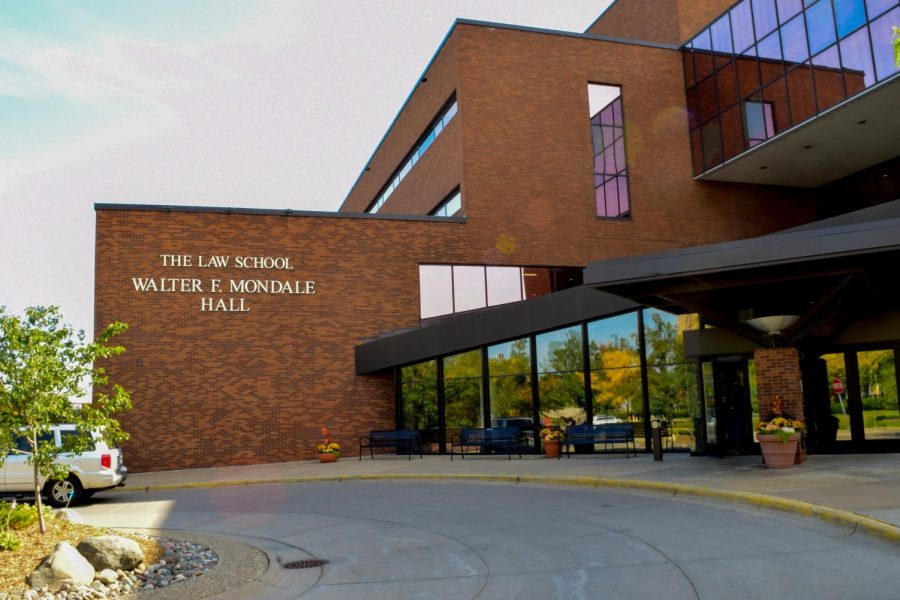 THE LAW SCHOOL
WALTER F. MONDALE
HALL